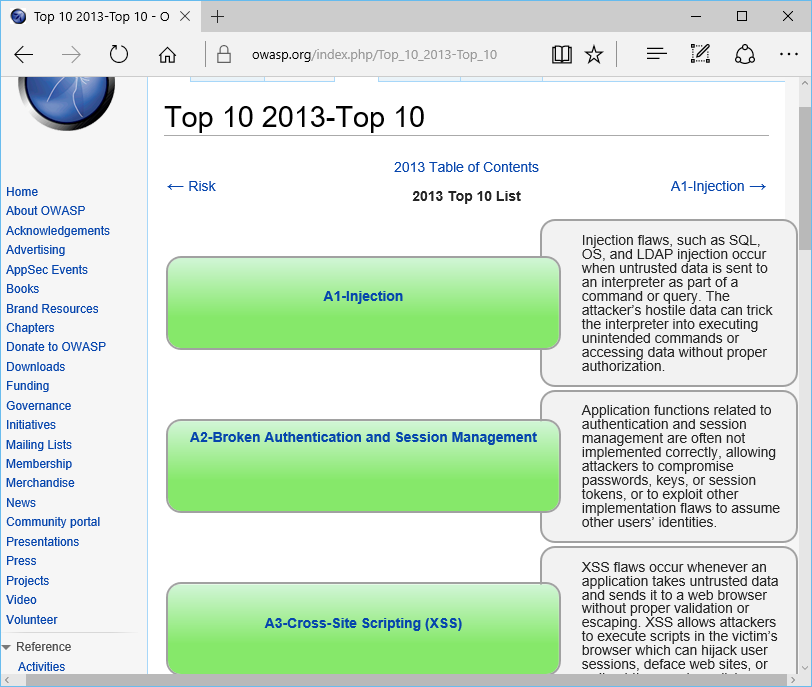 Top 10 2013-Top 10 - O
owasp.org/index.php/Top_10_2013-Top_10
Top 10 2013-Top 10
2013 Table of Contents
← Risk
2013 Top 10 List
A1-Injection →
Home
About OWASP
Acknowledgements
Advertising
AppSec Events
Books
Brand Resources
Chapters
Donate to OWASP
Downloads
Funding
Governance
Initiatives
Mailing Lists
Membership
Merchandise
News
Community portal
Presentations
Press
Projects
Video
Volunteer
Reference
Activities
A1-Injection
Injection flaws, such as SQL,
OS, and LDAP injection occur
when untrusted data is sent to
an interpreter as part of a
command or query. The
attacker’s hostile data can trick
the interpreter into executing
unintended commands or
accessing data without proper
authorization.
A2-Broken Authentication and Session Management
Application functions related to
authentication and session
management are often not
implemented correctly, allowing
attackers to compromise
passwords, keys, or session
tokens, or to exploit other
implementation flaws to assume
other users’ identities.
A3-Cross-Site Scripting (XSS)
XSS flaws occur whenever an
application takes untrusted data
and sends it to a web browser
without proper validation or
escaping. XSS allows attackers
to execute scripts in the victim’s
browser which can hijack user
sessions, deface web sites, or